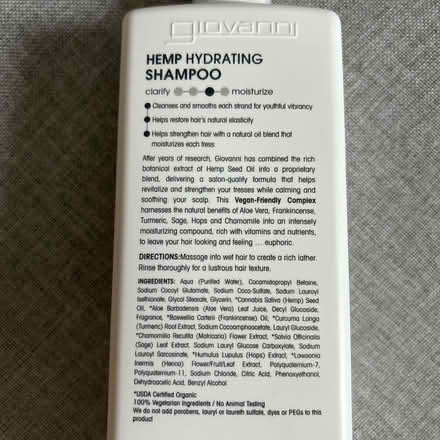 giovanni
HEMP HYDRATING
SHAMPOO
clarify moisturize
Cleanses and smooths each strand for youthful vibrancy
Helps restore hair's natural elasticity
Helps strengthen hair with a natural oil blend that
moisturizes each tress
After years of research, Giovanni has combined the rich
botanical extract of Hemp Seed Oil into a proprietary
blend, delivering a salon-quality formula that helps
revitalize and strengthen your tresses while calming and
soothing your scalp. This Vegan-Friendly Complex
harnesses the natural benefits of Aloe Vera, Frankincense,
Turmeric, Sage, Hops and Chamomile into an intensely
moisturizing compound, rich with vitamins and nutrients,
to leave your hair looking and feeling ... euphoric.
DIRECTIONS:Massage into wet hair to create a rich lather.
Rinse thoroughly for a lustrous hair texture.
INGREDIENTS: Aqua (Purified Water), Cocamidopropyl Betaine,
Sodium Cocoyl Glutamate, Sodium Coco-Sulfate, Sodium Lauroyl
Isethionate, Glycol Stearate, Glycerin, *Cannabis Sativa (Hemp) Seed
Oil, *Aloe Barbadensis (Aloe Vera) Leaf Juice, Decyl Glucoside,
Fragrance, *Boswellia Carterii (Frankincense) Oil, *Curcuma Longa
(Turmeric) Root Extract, Sodium Cocoamphoacetate, Lauryl Glucoside,
*Chamomilla Recutita (Matricaria) Flower Extract, *Salvia Officinalis
(Sage) Leaf Extract, Sodium Lauryl Glucose Carboxylate, Sodium
Lauroyl Sarcosinate, *Humulus Lupulus (Hops) Extract, *Lawsonia
Inermis (Henna) Flower/Fruit/Leaf Extract, Polyquaternium-7,
Polyquaternium-11, Sodium Chloride, Citric Acid, Phenoxyethanol,
Dehydroacetic Acid, Benzyl Alcohol
*USDA Certified Organic
100% Vegetarian Ingredients / No Animal Testing
We do not add parabens, lauryl or laureth sulfate, dyes or PEGs to this
product